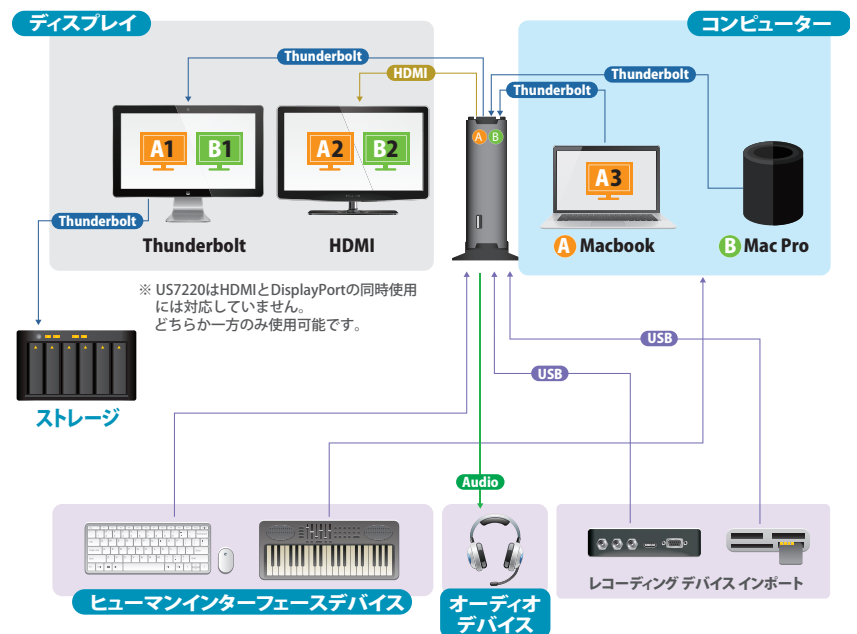 ディスプレイ
コンピューター
Thunderbolt
HDMI
Thunderbolt
Thunderbolt
A1
B1
A2
B2
A B
A3
Thunderbolt
Thunderbolt
HDMI
A Macbook
B Mac Pro
※ US7220はHDMIとDisplayPortの同時使用
には対応していません。
どちらか一方のみ使用可能です。
USB
USB
ストレージ
Audio
ヒューマンインターフェースデバイス
オーディオ
デバイス
レコーディング デバイス インポート